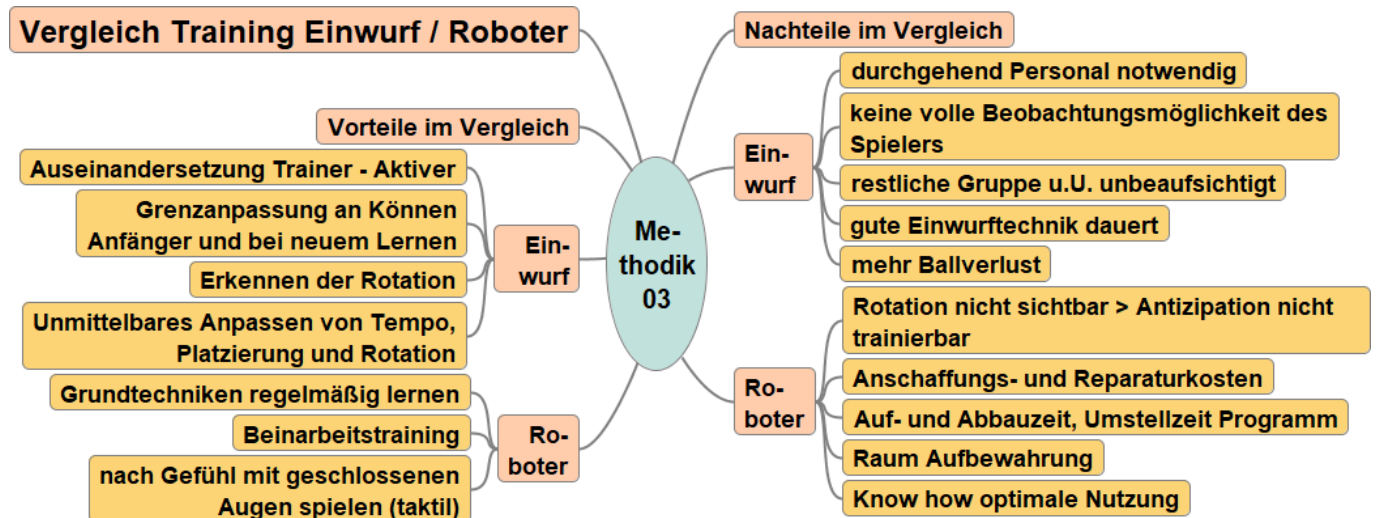 Vergleich Training Einwurf / Roboter
Vorteile im Vergleich
Auseinandersetzung Trainer - Aktiver
Grenzanpassung an Können
Anfänger und bei neuem Lernen
Erkennen der Rotation
Unmittelbares Anpassen von Tempo,
Platzierung und Rotation
Ein-
wurf
Grundtechniken regelmäßig lernen
Beinarbeitstraining
nach Gefühl mit geschlossenen
Augen spielen (taktil)
Ro-
boter
Me-
thodik
03
Nachteile im Vergleich
Ein-
wurf
durchgehend Personal notwendig
keine volle Beobachtungsmöglichkeit des
Spielers
restliche Gruppe u.U. unbeaufsichtigt
gute Einwurftechnik dauert
mehr Ballverlust
Ro-
boter
Rotation nicht sichtbar > Antizipation nicht
trainierbar
Anschaffungs- und Reparaturkosten
Auf- und Abbauzeit, Umstellzeit Programm
Raum Aufbewahrung
Know how optimale Nutzung